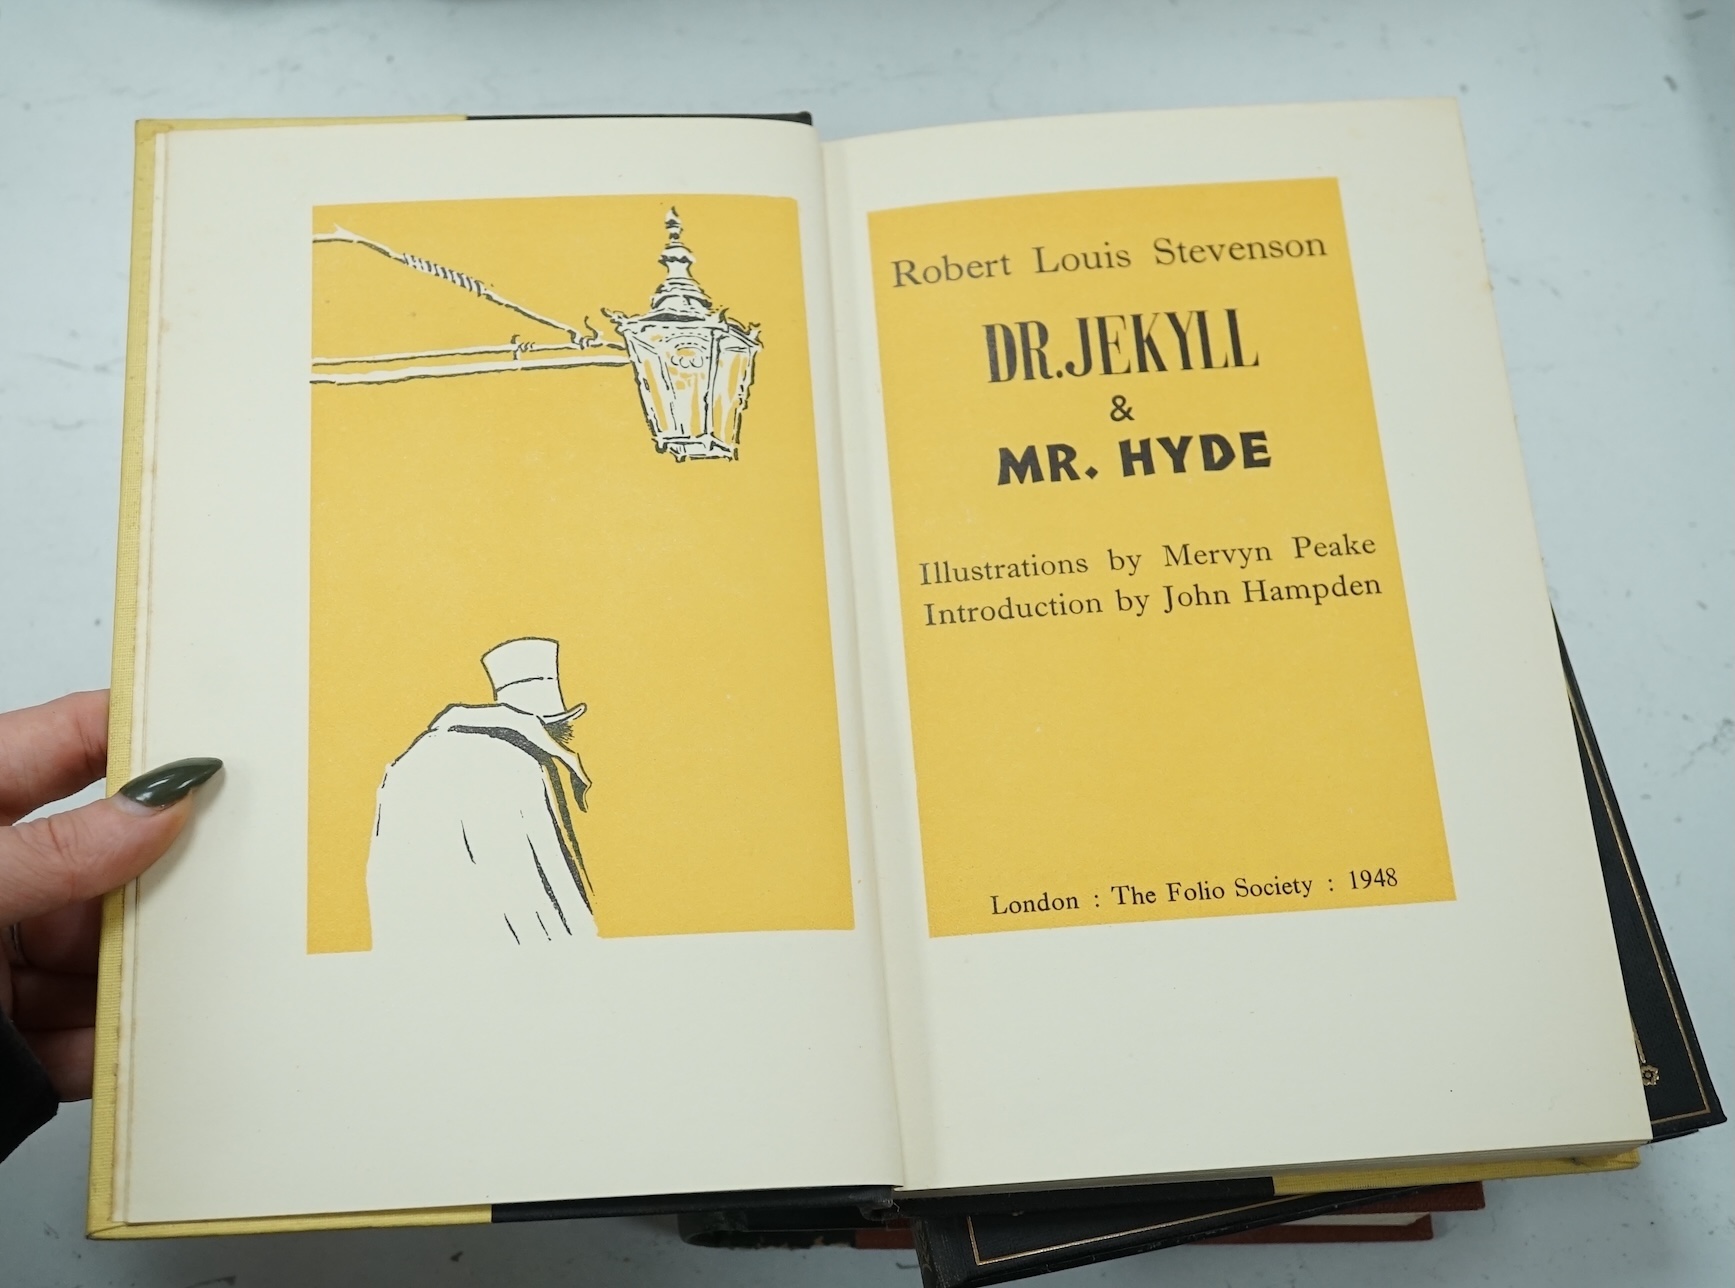 Robert Louis Stevenson
DR. JEKYLL
&
MR. HYDE
Illustrations by Mervyn Peake
Introduction by John Hampden
London : The Folio Society : 1948